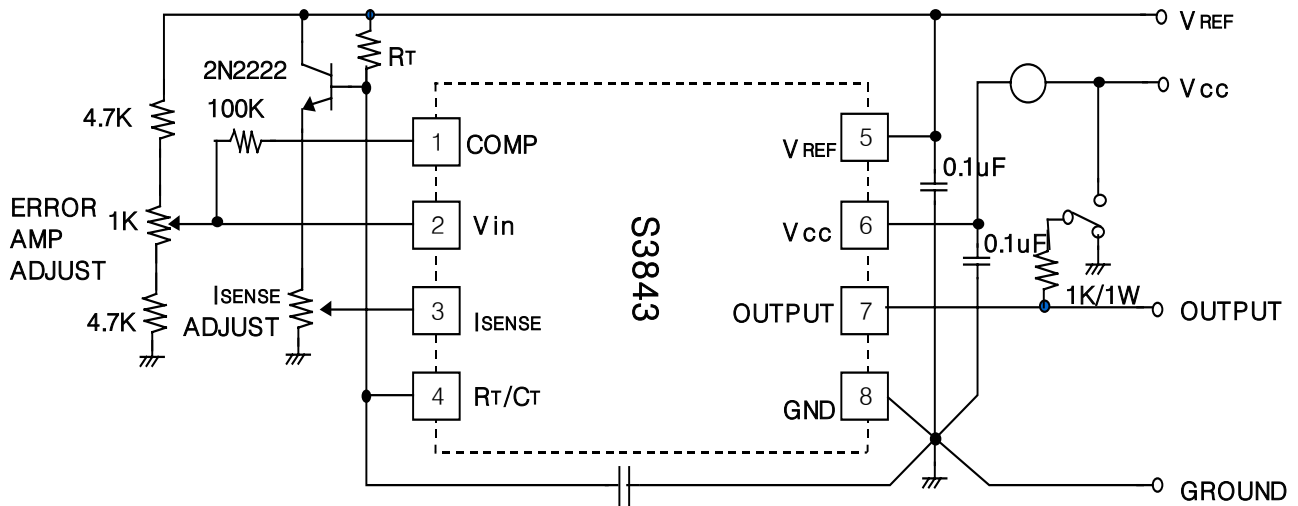 VREF
RT
2N2222
VCC
100K
4.7K
1
COMP
VREF
5
0.1uF
ERROR
AMP
ADJUST
1K
2
Vin
S3843
VCC
6
0.1uF
ISENSE
ADJUST
4.7K
3
ISENSE
OUTPUT
7
1K/1W
OUTPUT
4
RT/CT
GND
8
GROUND